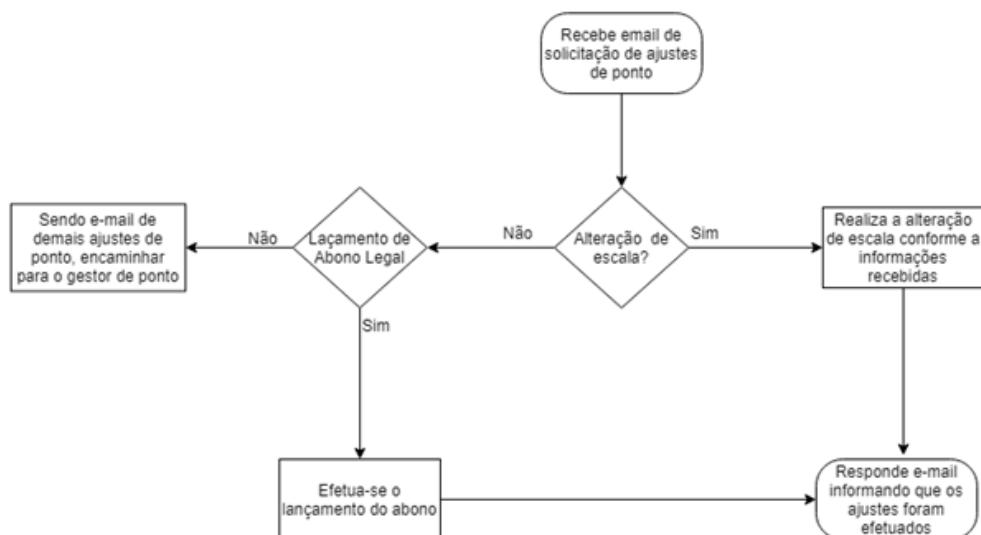 Recebe email de
solicitação de ajustes
de ponto
Sendo e-mail de
demais ajustes de
ponto, encaminhar
para o gestor de ponto
Não
Laçamento de
Abono Legal
Não
Alteração de
escala?
Sim
Realiza a alteração
de escala conforme a
informações
recebidas
Sim
Efetua-se o
lançamento do abono
Responde e-mail
informando que os
ajustes foram
efetuados